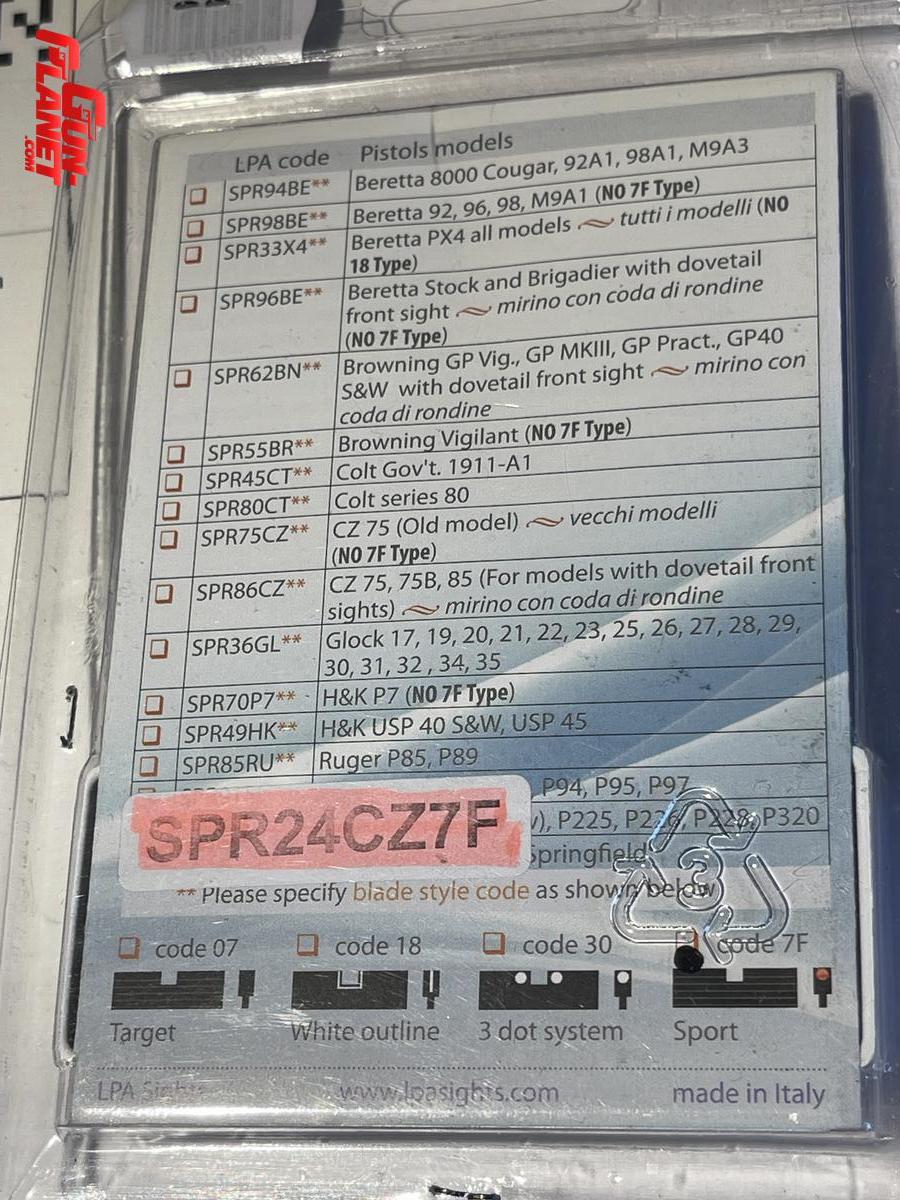 GUN
PLANET
.COM
LPA code Pistols models
SPR94BE** Beretta 8000 Cougar, 92A1, 98A1, M9A3
SPR98BE** Beretta 92, 96, 98, M9A1 (NO 7F Type)
SPR33X4** Beretta PX4 all models ~ tutti i modelli (NO
18 Type)
SPR96BE** Beretta Stock and Brigadier with dovetail
front sight ~ mirino con coda di rondine
(NO 7F Type)
SPR62BN** Browning GP Vig., GP MKIII, GP Pract., GP40
S&W with dovetail front sight ~ mirino con
coda di rondine
SPR55BR** Browning Vigilant (NO 7F Type)
SPR45CT** Colt Gov't. 1911-A1
SPR80CT** Colt series 80
SPR75CZ** CZ 75 (Old model) ~ vecchi modelli
(NO 7F Type)
SPR86CZ** CZ 75, 75B, 85 (For models with dovetail front
sights) ~ mirino con coda di rondine
SPR36GL** Glock 17, 19, 20, 21, 22, 23, 25, 26, 27, 28, 29,
30, 31, 32 , 34, 35
SPR70P7** H&K P7 (NO 7F Type)
SPR49HK** H&K USP 40 S&W, USP 45
SPR85RU** Ruger P85, P89
, P94, P95, P97
), P225, P226, P228, P320
Springfield
SPR24CZ7F
** Please specify blade style code as shown below
3
code 07 code 18 code 30 code 7F
Target White outline 3 dot system Sport
LPA Sights www.lpasights.com made in Italy